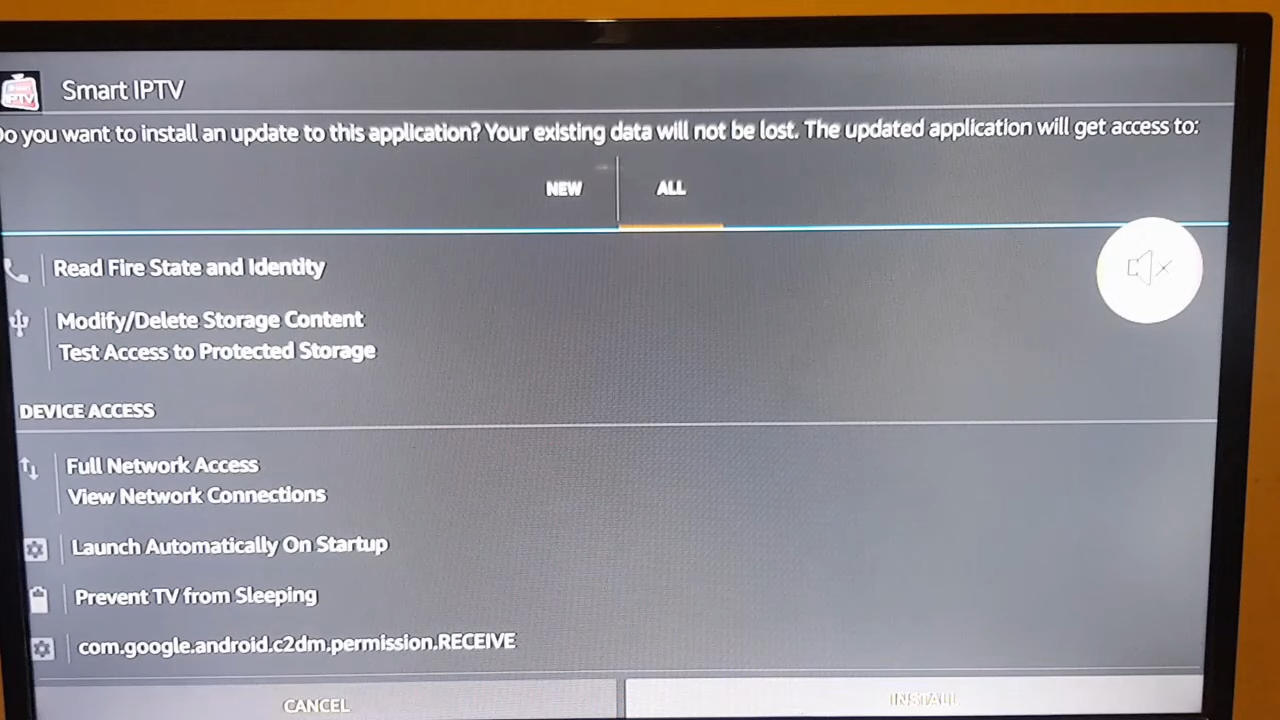 Smart IPTV
Do you want to install an update to this application? Your existing data will not be lost. The updated application will get access to:
NEW
ALL
Read Fire State and Identity
Modify/Delete Storage Content
Test Access to Protected Storage
DEVICE ACCESS
Full Network Access
View Network Connections
Launch Automatically On Startup
Prevent TV from Sleeping
com.google.android.c2dm.permission.RECEIVE
CANCEL
INSTALL